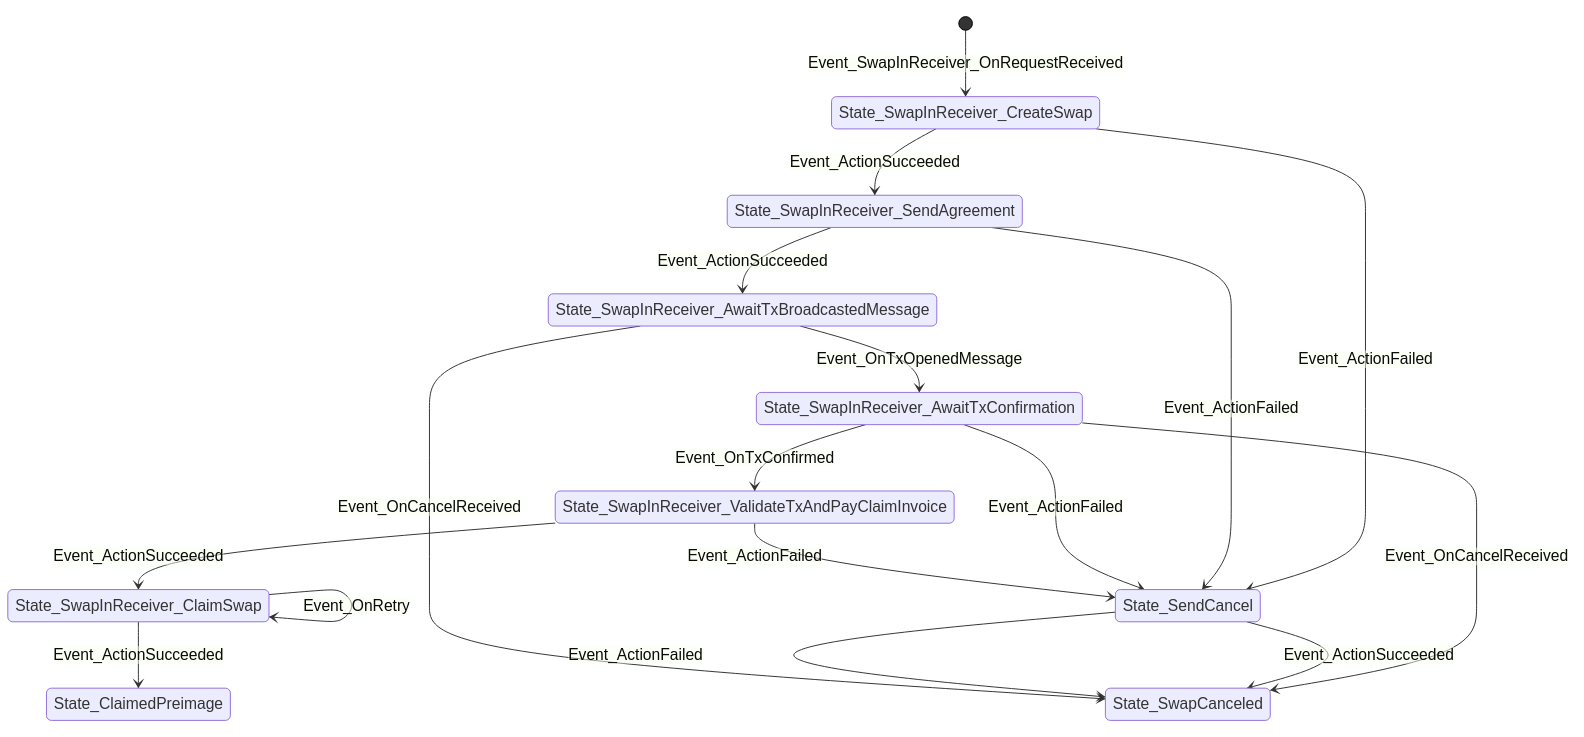 Event_SwapInReceiver_OnRequestReceived
State_SwapInReceiver_CreateSwap
Event_ActionSucceeded
State_SwapInReceiver_SendAgreement
Event_ActionSucceeded
State_SwapInReceiver_AwaitTxBroadcastedMessage
Event_OnTxOpenedMessage
Event_ActionFailed
State_SwapInReceiver_AwaitTxConfirmation
Event_ActionFailed
Event_OnTxConfirmed
Event_OnCancelReceived
State_SwapInReceiver_ValidateTxAndPayClaimInvoice
Event_ActionFailed
Event_ActionSucceeded
Event_ActionFailed
Event_OnCancelReceived
State_SwapInReceiver_ClaimSwap
Event_OnRetry
State_SendCancel
Event_ActionSucceeded
Event_ActionFailed
Event_ActionSucceeded
State_ClaimedPreimage
State_SwapCanceled